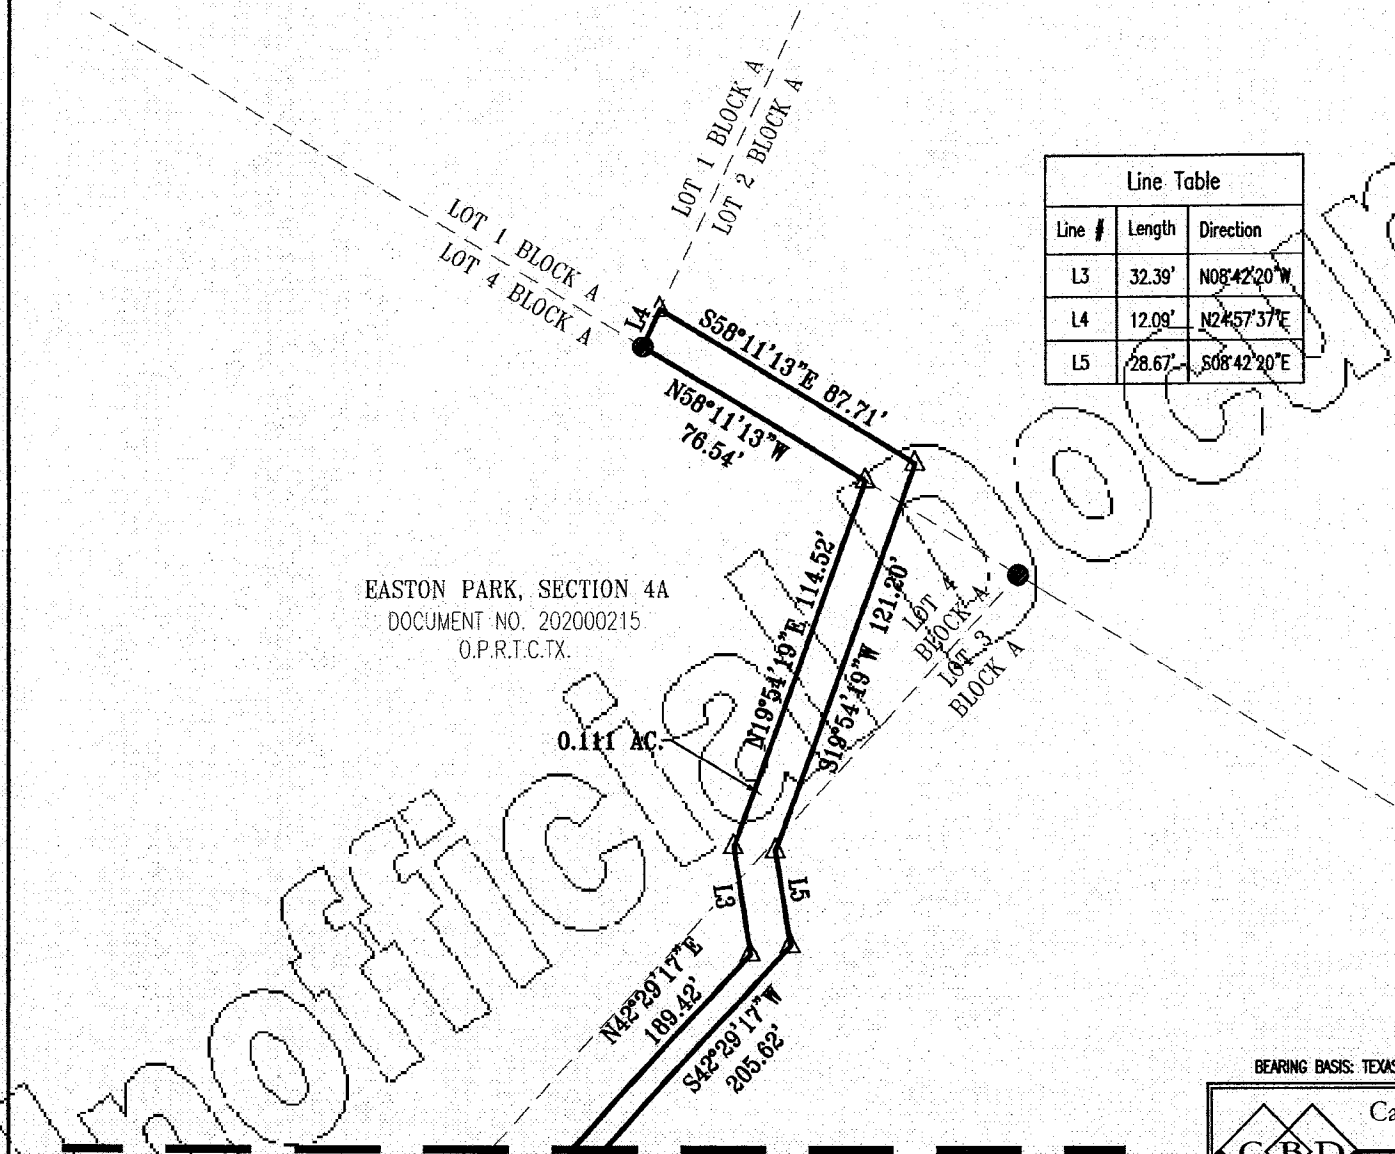 LOT 1 BLOCK A
LOT 2 BLOCK A
LOT 1 BLOCK A
LOT 4 BLOCK A
Line Table
Line # Length Direction
L3 32.39' N08°42'20"W
L4 12.09' N24°57'37"E
L5 28.67' S08°42'20"E
L4
S58°11'13"E 87.71'
N58°11'13"W
76.54'
EASTON PARK, SECTION 4A
DOCUMENT NO. 202000215
O.P.R.T.C.TX.
N19°54'19"E 114.52'
S19°54'19"W 121.20'
LOT 4
BLOCK A
LOT 3
BLOCK A
0.111 AC.
L3
L5
N42°29'17"E
189.42'
S42°29'17"W
205.62'
BEARING BASIS: TEXAS
Ca
CBD
Unofficial Docum